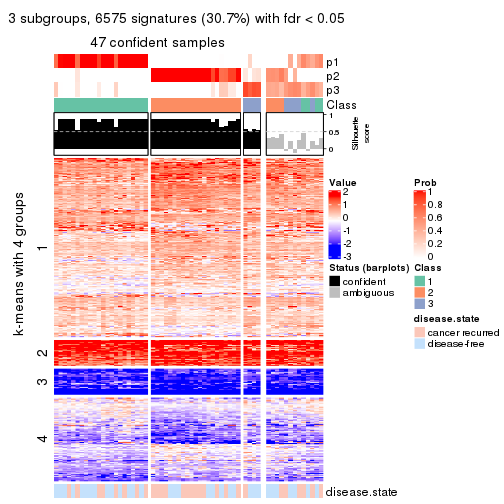 3 subgroups, 6575 signatures (30.7%) with fdr < 0.05
47 confident samples
p1
p2
p3
Class
1
0.5
0
Silhouette
score
k-means with 4 groups
1
2
3
4
disease.state
Value
2
1
0
-1
-2
-3
Prob
1
0.8
0.6
0.4
0.2
0
Status (barplots)
confident
ambiguous
Class
1
2
3
disease.state
cancer recurred
disease-free